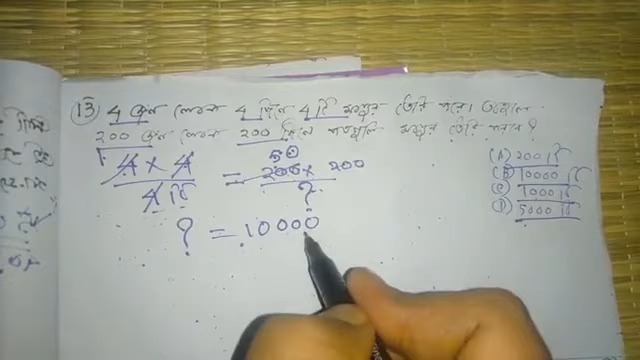 (13) 4 জন লোক 4 দিনে 4 টি মাদুর তৈরি করে। তাহলে
200 জন লোক 200 দিনে কতগুলি মাদুর তৈরি করবে?
4 × 4 / 4 টি = 50 200 × 200 / ?
? = 10000
(A) 200 টি
(B) 10000 টি
(C) 1000 টি
(D) 5000 টি